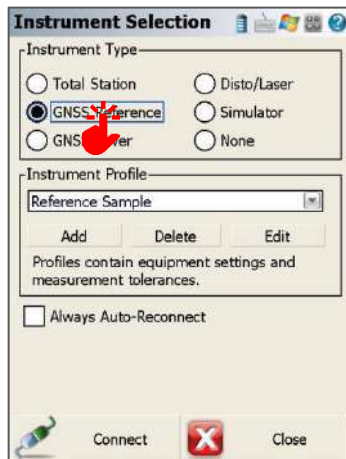 Instrument Selection
Instrument Type
Total Station
Disto/Laser
GNSS Reference
Simulator
None
Instrument Profile
Reference Sample
Add Delete Edit
Profiles contain equipment settings and
measurement tolerances.
Always Auto-Reconnect
Connect Close